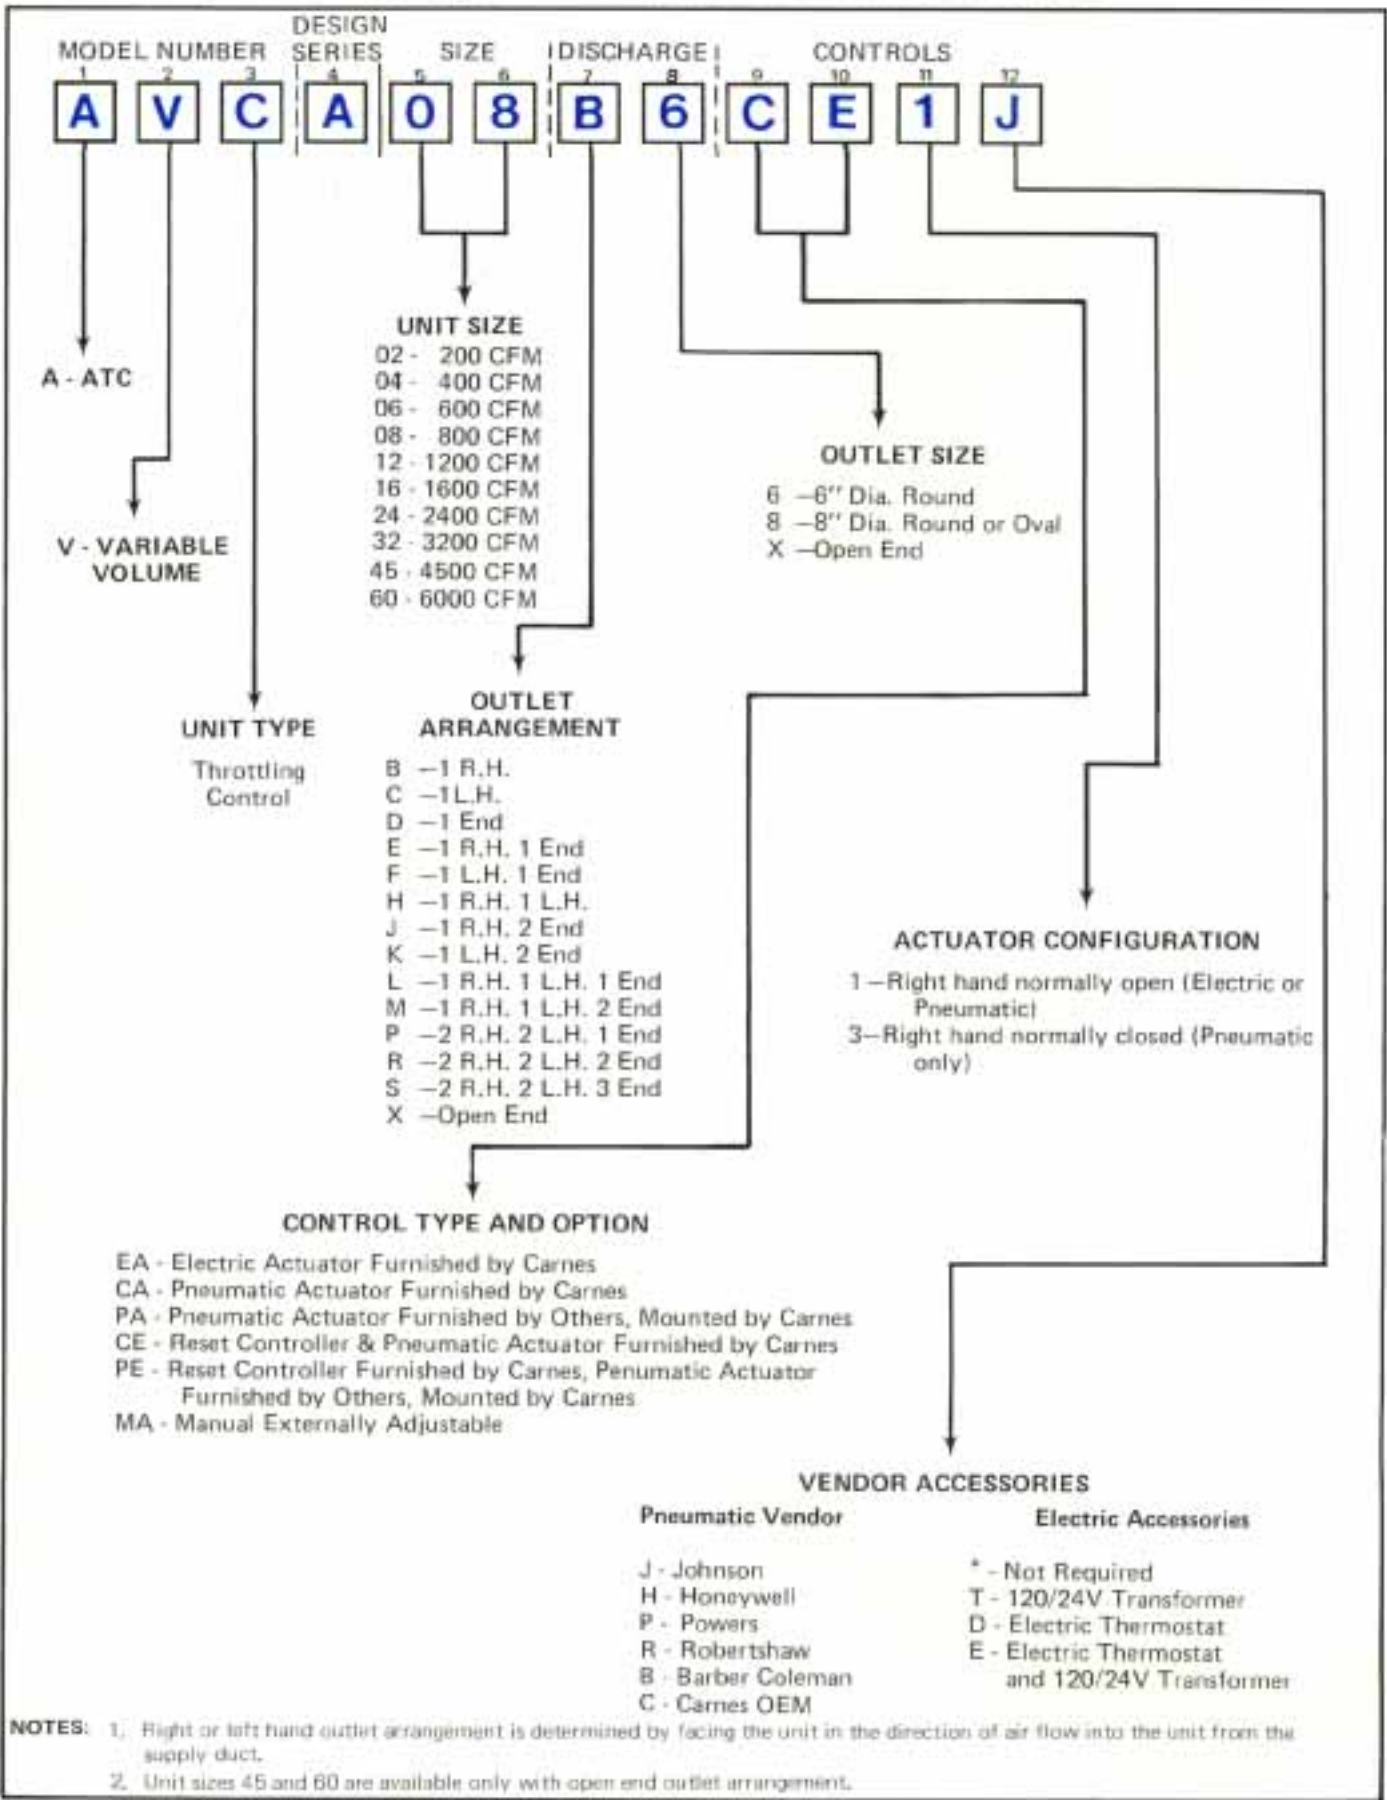 DESIGN
MODEL NUMBER SERIES SIZE DISCHARGE CONTROLS
1 2 3 4 5 6 7 8 9 10 11 12
A V C A 0 8 B 6 C E 1 J
UNIT SIZE
02 - 200 CFM
04 - 400 CFM
06 - 600 CFM
08 - 800 CFM
12 - 1200 CFM
16 - 1600 CFM
24 - 2400 CFM
32 - 3200 CFM
45 - 4500 CFM
60 - 6000 CFM
A - ATC
V - VARIABLE
VOLUME
OUTLET SIZE
6 —6" Dia. Round
8 —8" Dia. Round or Oval
X —Open End
UNIT TYPE
Throttling
Control
OUTLET
ARRANGEMENT
B —1 R.H.
C —1L.H.
D —1 End
E —1 R.H. 1 End
F —1 L.H. 1 End
H —1 R.H. 1 L.H.
J —1 R.H. 2 End
K —1 L.H. 2 End
L —1 R.H. 1 L.H. 1 End
M —1 R.H. 1 L.H. 2 End
P —2 R.H. 2 L.H. 1 End
R —2 R.H. 2 L.H. 2 End
S —2 R.H. 2 L.H. 3 End
X —Open End
ACTUATOR CONFIGURATION
1—Right hand normally open (Electric or
Pneumatic)
3—Right hand normally closed (Pneumatic
only)
CONTROL TYPE AND OPTION
EA - Electric Actuator Furnished by Carnes
CA - Pneumatic Actuator Furnished by Carnes
PA - Pneumatic Actuator Furnished by Others, Mounted by Carnes
CE - Reset Controller & Pneumatic Actuator Furnished by Carnes
PE - Reset Controller Furnished by Carnes, Penumatic Actuator
Furnished by Others, Mounted by Carnes
MA - Manual Externally Adjustable
VENDOR ACCESSORIES
Pneumatic Vendor
J - Johnson
H - Honeywell
P - Powers
R - Robertshaw
B - Barber Coleman
C - Carnes OEM
Electric Accessories
* - Not Required
T - 120/24V Transformer
D - Electric Thermostat
E - Electric Thermostat
and 120/24V Transformer
NOTES: 1. Right or left hand outlet arrangement is determined by facing the unit in the direction of air flow into the unit from the
supply duct.
2. Unit sizes 45 and 60 are available only with open end outlet arrangement.